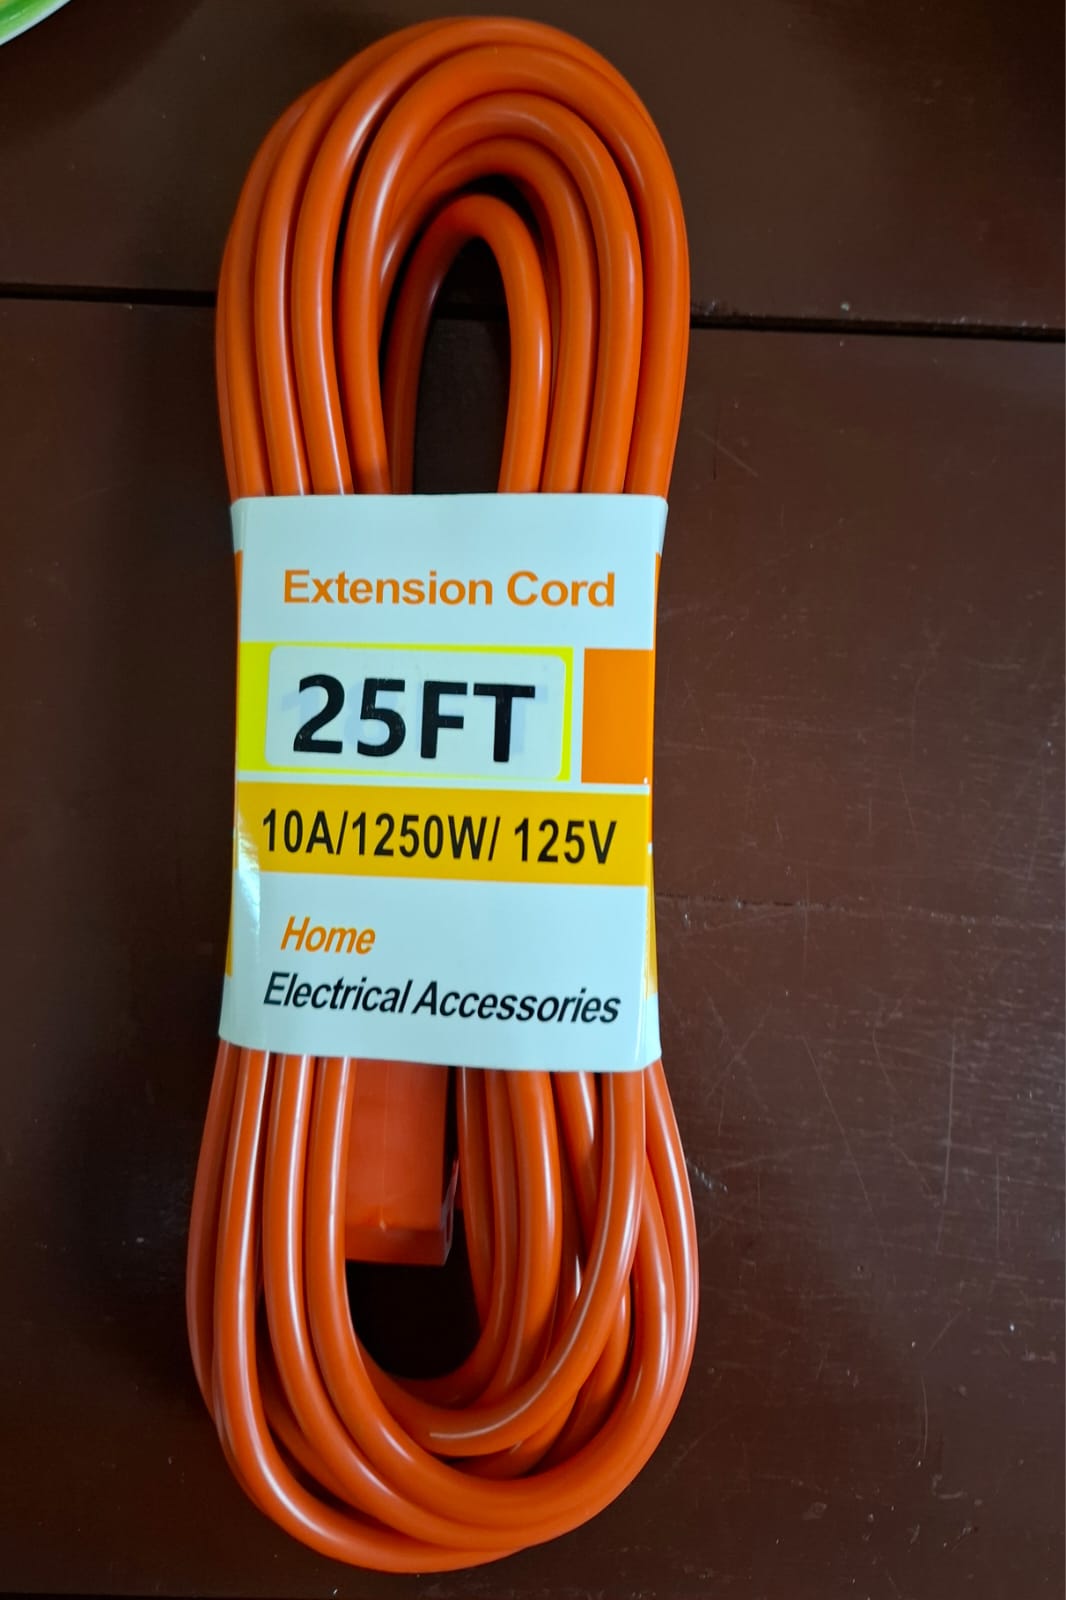 Extension Cord
25FT
10A/1250W/ 125V
Home
Electrical Accessories